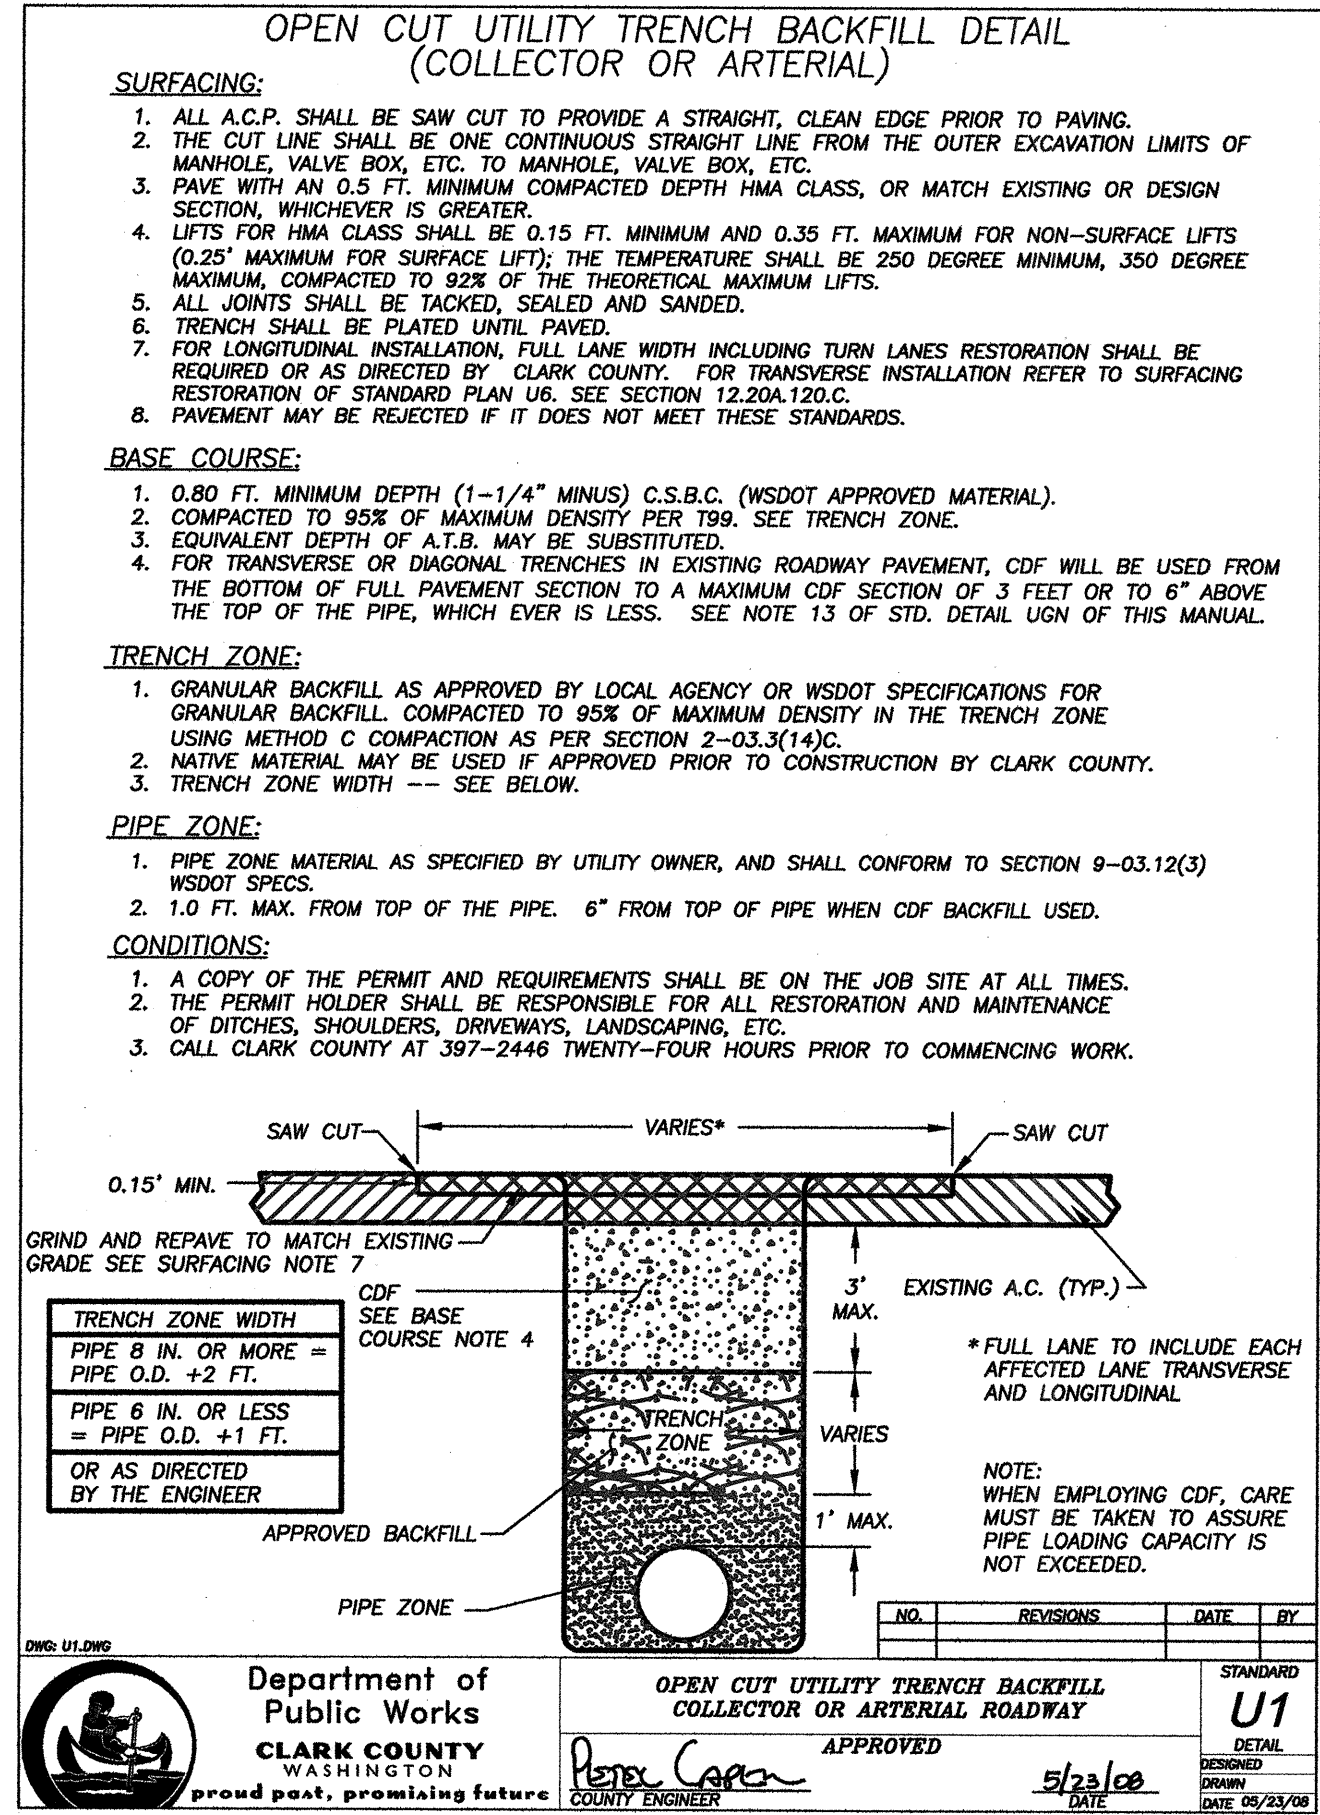 OPEN CUT UTILITY TRENCH BACKFILL DETAIL
(COLLECTOR OR ARTERIAL)
SURFACING:
1. ALL A.C.P. SHALL BE SAW CUT TO PROVIDE A STRAIGHT, CLEAN EDGE PRIOR TO PAVING.
2. THE CUT LINE SHALL BE ONE CONTINUOUS STRAIGHT LINE FROM THE OUTER EXCAVATION LIMITS OF
MANHOLE, VALVE BOX, ETC. TO MANHOLE, VALVE BOX, ETC.
3. PAVE WITH AN 0.5 FT. MINIMUM COMPACTED DEPTH HMA CLASS, OR MATCH EXISTING OR DESIGN
SECTION, WHICHEVER IS GREATER.
4. LIFTS FOR HMA CLASS SHALL BE 0.15 FT. MINIMUM AND 0.35 FT. MAXIMUM FOR NON-SURFACE LIFTS
(0.25' MAXIMUM FOR SURFACE LIFT); THE TEMPERATURE SHALL BE 250 DEGREE MINIMUM, 350 DEGREE
MAXIMUM, COMPACTED TO 92% OF THE THEORETICAL MAXIMUM LIFTS.
5. ALL JOINTS SHALL BE TACKED, SEALED AND SANDED.
6. TRENCH SHALL BE PLATED UNTIL PAVED.
7. FOR LONGITUDINAL INSTALLATION, FULL LANE WIDTH INCLUDING TURN LANES RESTORATION SHALL BE
REQUIRED OR AS DIRECTED BY CLARK COUNTY. FOR TRANSVERSE INSTALLATION REFER TO SURFACING
RESTORATION OF STANDARD PLAN U6. SEE SECTION 12.20A.120.C.
8. PAVEMENT MAY BE REJECTED IF IT DOES NOT MEET THESE STANDARDS.
BASE COURSE:
1. 0.80 FT. MINIMUM DEPTH (1-1/4" MINUS) C.S.B.C. (WSDOT APPROVED MATERIAL).
2. COMPACTED TO 95% OF MAXIMUM DENSITY PER T99. SEE TRENCH ZONE.
3. EQUIVALENT DEPTH OF A.T.B. MAY BE SUBSTITUTED.
4. FOR TRANSVERSE OR DIAGONAL TRENCHES IN EXISTING ROADWAY PAVEMENT, CDF WILL BE USED FROM
THE BOTTOM OF FULL PAVEMENT SECTION TO A MAXIMUM CDF SECTION OF 3 FEET OR TO 6" ABOVE
THE TOP OF THE PIPE, WHICH EVER IS LESS. SEE NOTE 13 OF STD. DETAIL UGN OF THIS MANUAL.
TRENCH ZONE:
1. GRANULAR BACKFILL AS APPROVED BY LOCAL AGENCY OR WSDOT SPECIFICATIONS FOR
GRANULAR BACKFILL. COMPACTED TO 95% OF MAXIMUM DENSITY IN THE TRENCH ZONE
USING METHOD C COMPACTION AS PER SECTION 2-03.3(14)C.
2. NATIVE MATERIAL MAY BE USED IF APPROVED PRIOR TO CONSTRUCTION BY CLARK COUNTY.
3. TRENCH ZONE WIDTH -- SEE BELOW.
PIPE ZONE:
1. PIPE ZONE MATERIAL AS SPECIFIED BY UTILITY OWNER, AND SHALL CONFORM TO SECTION 9-03.12(3)
WSDOT SPECS.
2. 1.0 FT. MAX. FROM TOP OF THE PIPE. 6" FROM TOP OF PIPE WHEN CDF BACKFILL USED.
CONDITIONS:
1. A COPY OF THE PERMIT AND REQUIREMENTS SHALL BE ON THE JOB SITE AT ALL TIMES.
2. THE PERMIT HOLDER SHALL BE RESPONSIBLE FOR ALL RESTORATION AND MAINTENANCE
OF DITCHES, SHOULDERS, DRIVEWAYS, LANDSCAPING, ETC.
3. CALL CLARK COUNTY AT 397-2446 TWENTY-FOUR HOURS PRIOR TO COMMENCING WORK.
SAW CUT
VARIES*
SAW CUT
0.15' MIN.
GRIND AND REPAVE TO MATCH EXISTING
GRADE SEE SURFACING NOTE 7
CDF
SEE BASE
COURSE NOTE 4
3'
MAX.
EXISTING A.C. (TYP.)
TRENCH ZONE WIDTH
PIPE 8 IN. OR MORE =
PIPE O.D. +2 FT.
PIPE 6 IN. OR LESS
= PIPE O.D. +1 FT.
OR AS DIRECTED
BY THE ENGINEER
* FULL LANE TO INCLUDE EACH
AFFECTED LANE TRANSVERSE
AND LONGITUDINAL
TRENCH
ZONE
VARIES
NOTE:
WHEN EMPLOYING CDF, CARE
MUST BE TAKEN TO ASSURE
PIPE LOADING CAPACITY IS
NOT EXCEEDED.
APPROVED BACKFILL
1' MAX.
PIPE ZONE
NO. REVISIONS DATE BY
DWG: U1.DWG
Department of
Public Works
CLARK COUNTY
WASHINGTON
proud past, promising future
OPEN CUT UTILITY TRENCH BACKFILL
COLLECTOR OR ARTERIAL ROADWAY
APPROVED
Peter Capell
COUNTY ENGINEER
5/23/08
DATE
STANDARD
U1
DETAIL
DESIGNED
DRAWN
DATE 05/23/08